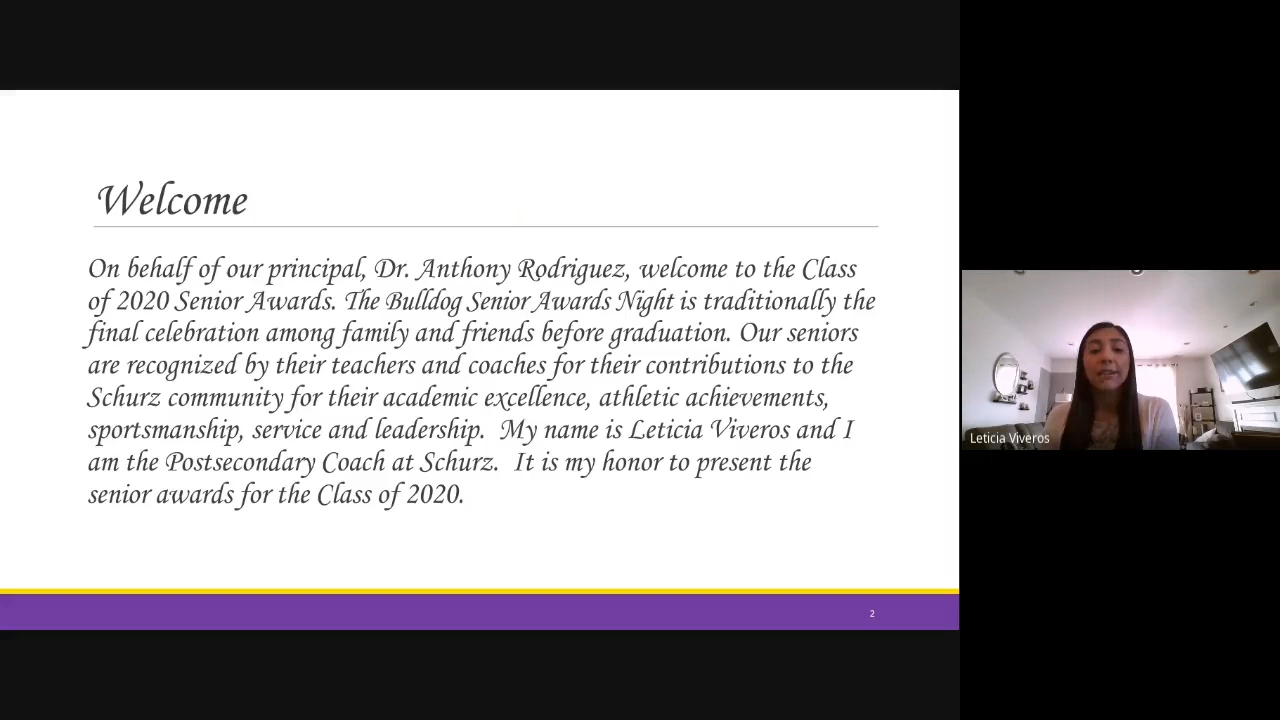 Welcome
On behalf of our principal, Dr. Anthony Rodriguez, welcome to the Class
of 2020 Senior Awards. The Bulldog Senior Awards Night is traditionally the
final celebration among family and friends before graduation. Our seniors
are recognized by their teachers and coaches for their contributions to the
Schurz community for their academic excellence, athletic achievements,
sportsmanship, service and leadership.  My name is Leticia Viveros and I
am the Postsecondary Coach at Schurz.  It is my honor to present the
senior awards for the Class of 2020.
2
Leticia Viveros